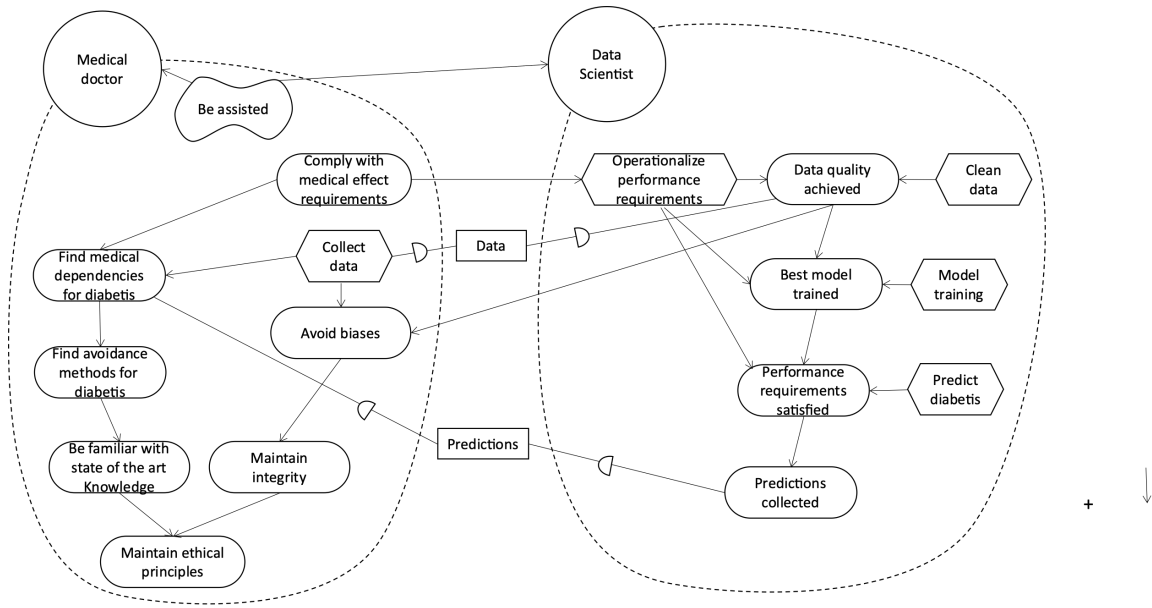 Medical
doctor
Be assisted
Data
Scientist
Comply with
medical effect
requirements
Operationalize
performance
requirements
Data quality
achieved
Clean
data
Find medical
dependencies
for diabetis
Collect
data
Data
Best model
trained
Model
training
Avoid biases
Find avoidance
methods for
diabetis
Performance
requirements
satisfied
Predict
diabetis
Be familiar with
state of the art
Knowledge
Maintain
integrity
Predictions
Predictions
collected
+
Maintain ethical
principles